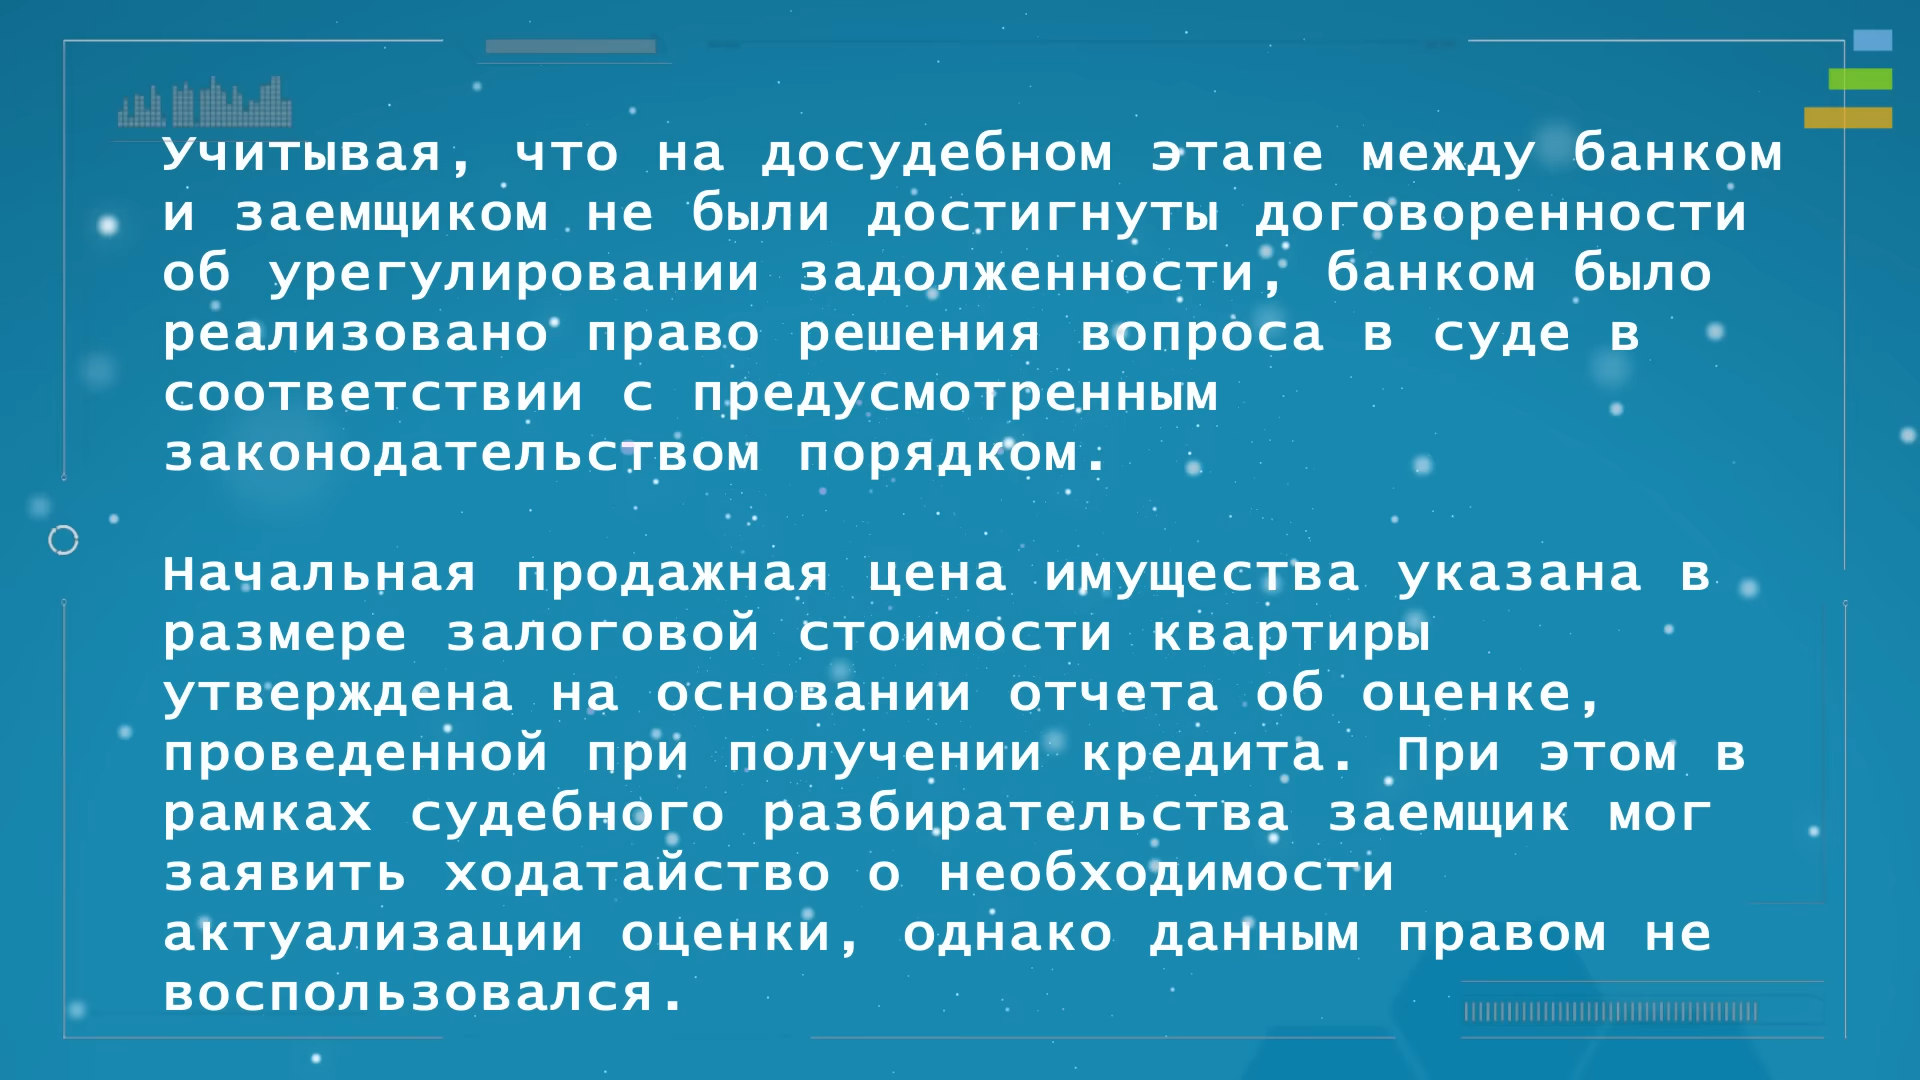 Учитывая, что на досудебном этапе между банком
и заемщиком не были достигнуты договоренности
об урегулировании задолженности, банком было
реализовано право решения вопроса в суде в
соответствии с предусмотренным
законодательством порядком.
Начальная продажная цена имущества указана в
размере залоговой стоимости квартиры
утверждена на основании отчета об оценке,
проведенной при получении кредита. При этом в
рамках судебного разбирательства заемщик мог
заявить ходатайство о необходимости
актуализации оценки, однако данным правом не
воспользовался.